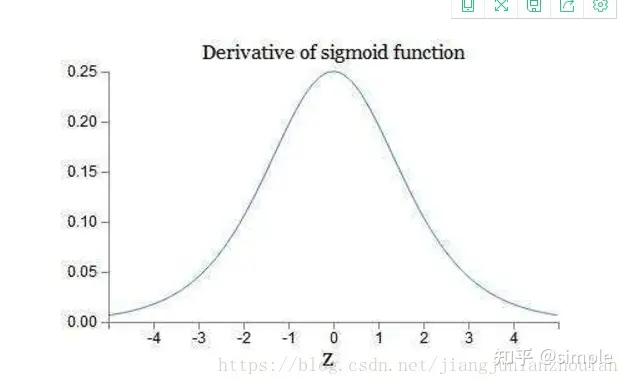 Derivative of sigmoid function
0.25
0.20
0.15
0.10
0.05
0.00
-4 -3 -2 -1 0 1 2 3 4
Z
知乎 @simple
https://blog.csdn.net/jiangjunlanzhoulan